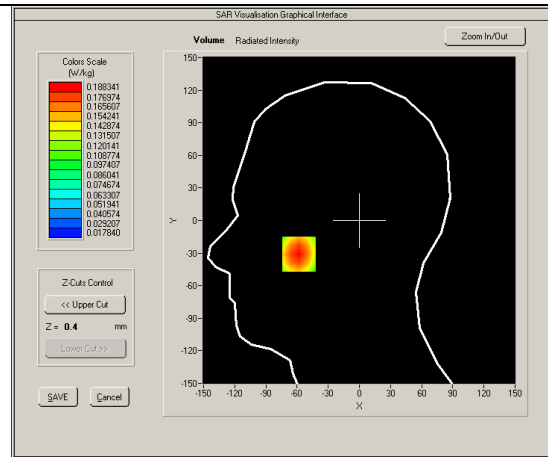 SAR Visualisation Graphical Interface
Volume Radiated Intensity
Zoom In/Out
Colors Scale
(W/kg)
0.188341
0.176974
0.165607
0.154241
0.142874
0.131507
0.120141
0.108774
0.097407
0.086041
0.074674
0.063307
0.051941
0.040574
0.029207
0.017840
Z-Cuts Control
<< Upper Cut
Z = 0.4 mm
Lower Cut >>
SAVE Cancel
150
120
90
60
30
0
-30
-60
-90
-120
-150
Y
-150 -120 -90 -60 -30 0 30 60 90 120 150
X